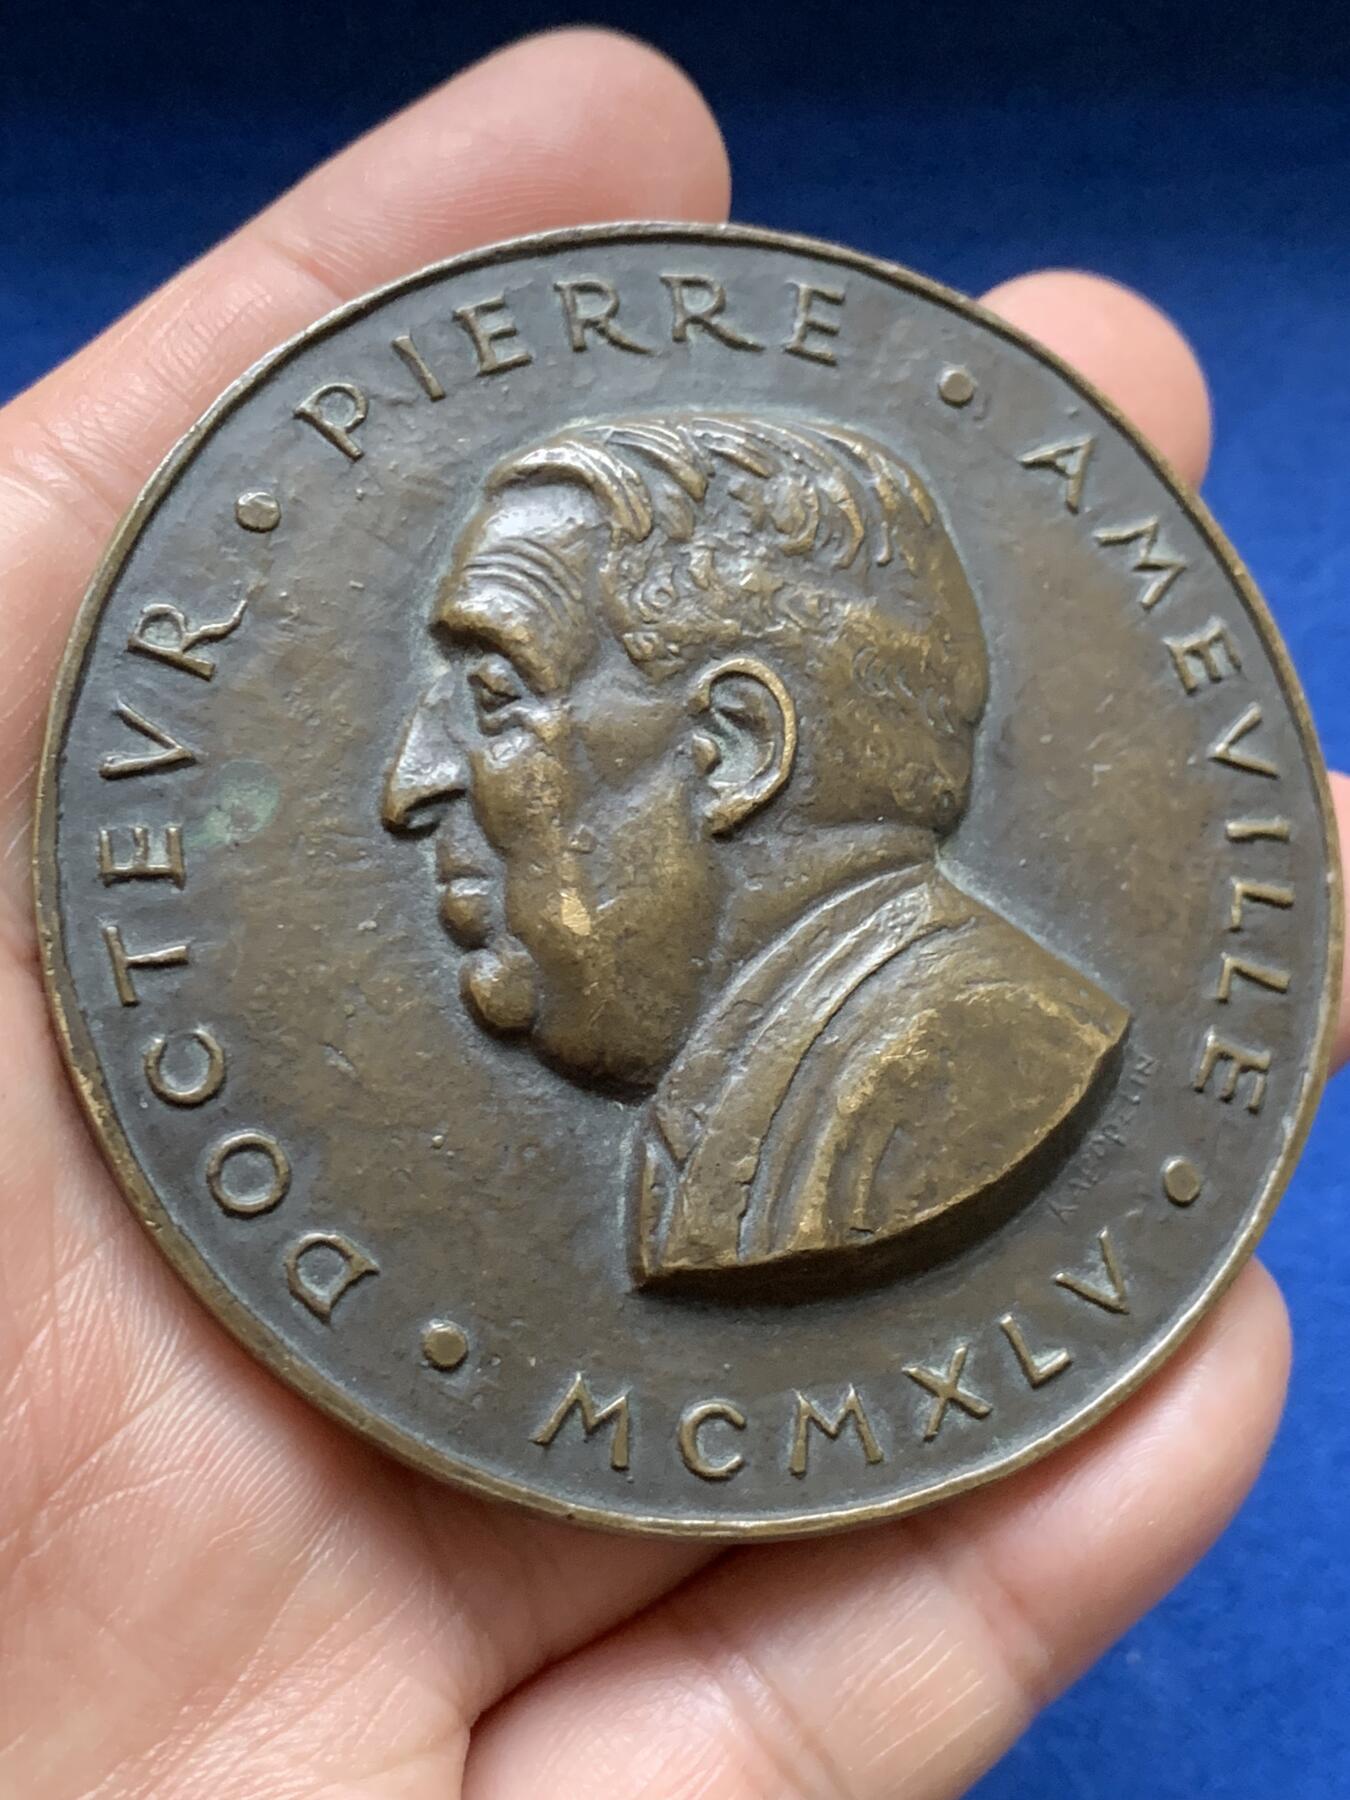 DOCTEVR • PIERRE • AMEVILLE •
MCMXLV •